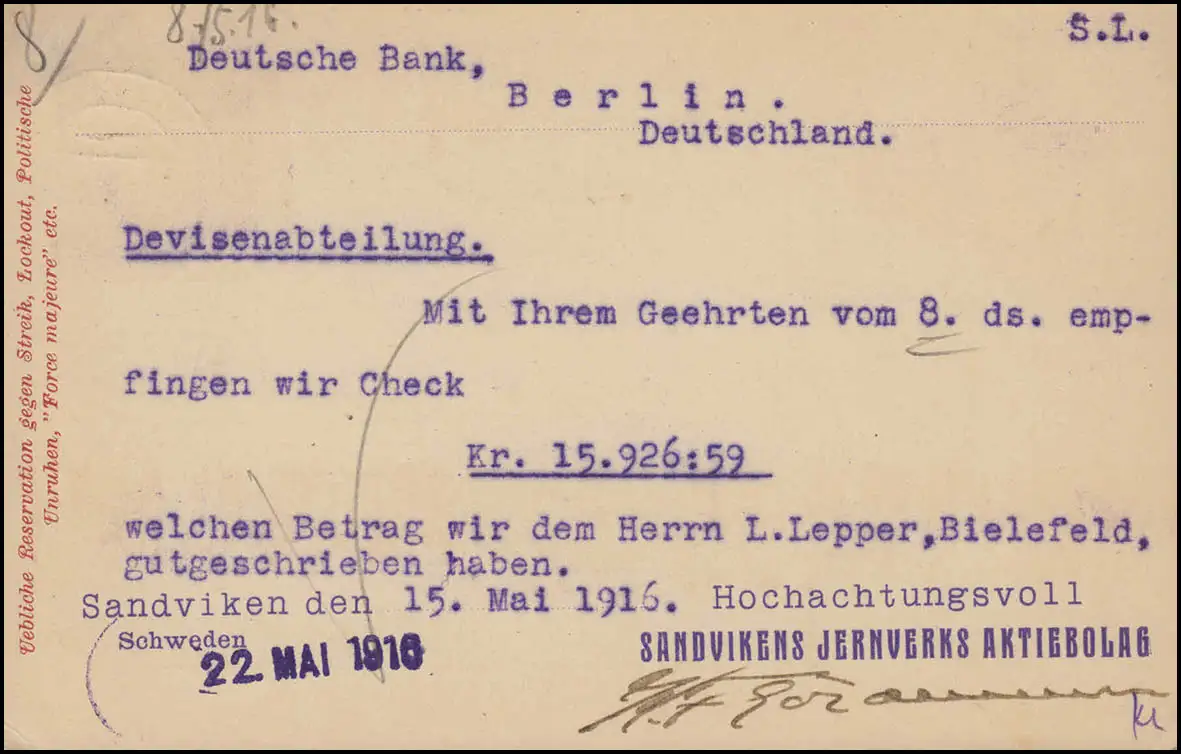 8/
8/5.16.
S.L.
Deutsche Bank,
Berlin.
Deutschland.
Uebliche Reservation gegen Streik, Lockout, Politische
Unruhen, "Force majeure" etc.
Devisenabteilung.
Mit Ihrem Geehrten vom 8. ds. emp-
fingen wir Check
Kr. 15.926:59
welchen Betrag wir dem Herrn L.Lepper,Bielefeld,
gutgeschrieben haben.
Sandviken den 15. Mai 1916. Hochachtungsvoll
Schweden
22. MAI 1916
SANDVIKENS JERNVERKS AKTIEBOLAG